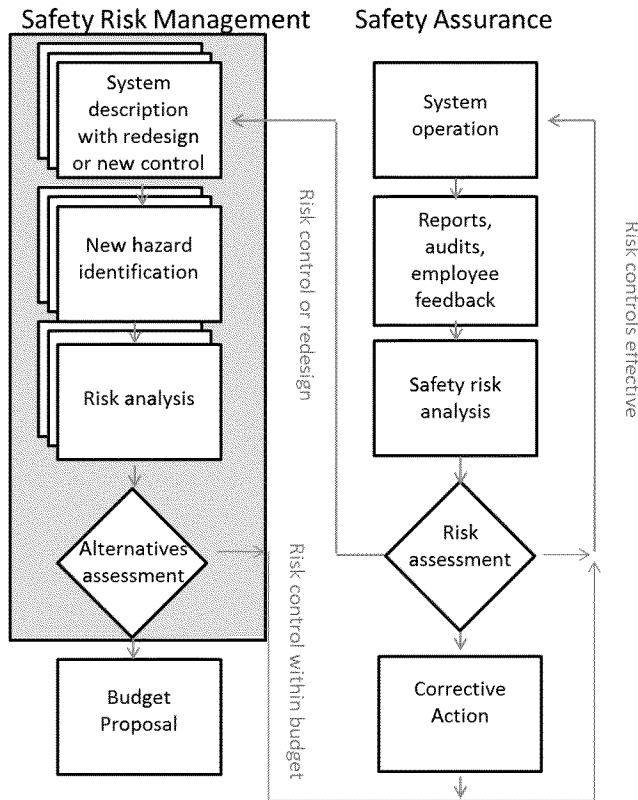 Safety Risk Management
System
description
with redesign
or new control
New hazard
identification
Risk analysis
Alternatives
assessment
Budget
Proposal
Risk control or redesign
Risk control within budget
Safety Assurance
System
operation
Reports,
audits,
employee
feedback
Safety risk
analysis
Risk
assessment
Corrective
Action
Risk controls effective